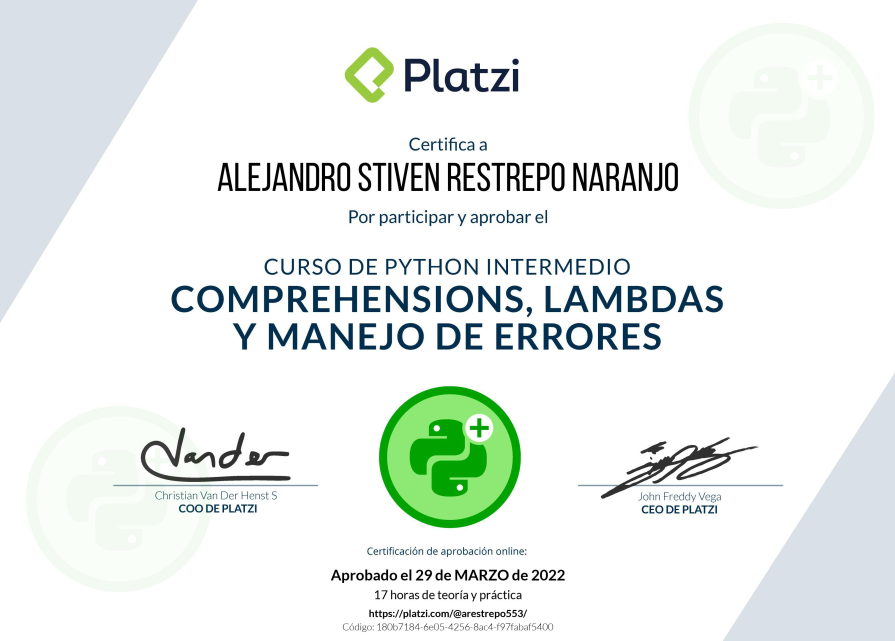 Platzi
Certifica a
ALEJANDRO STIVEN RESTREPO NARANJO
Por participar y aprobar el
CURSO DE PYTHON INTERMEDIO
COMPREHENSIONS, LAMBDAS
Y MANEJO DE ERRORES
Vander
Christian Van Der Henst S
COO DE PLATZI
John Freddy Vega
CEO DE PLATZI
Certificación de aprobación online:
Aprobado el 29 de MARZO de 2022
17 horas de teoría y práctica
https://platzi.com/@arestrepo553/
Código: 180b7184-6e05-4256-8ac4-f97fabaf5400